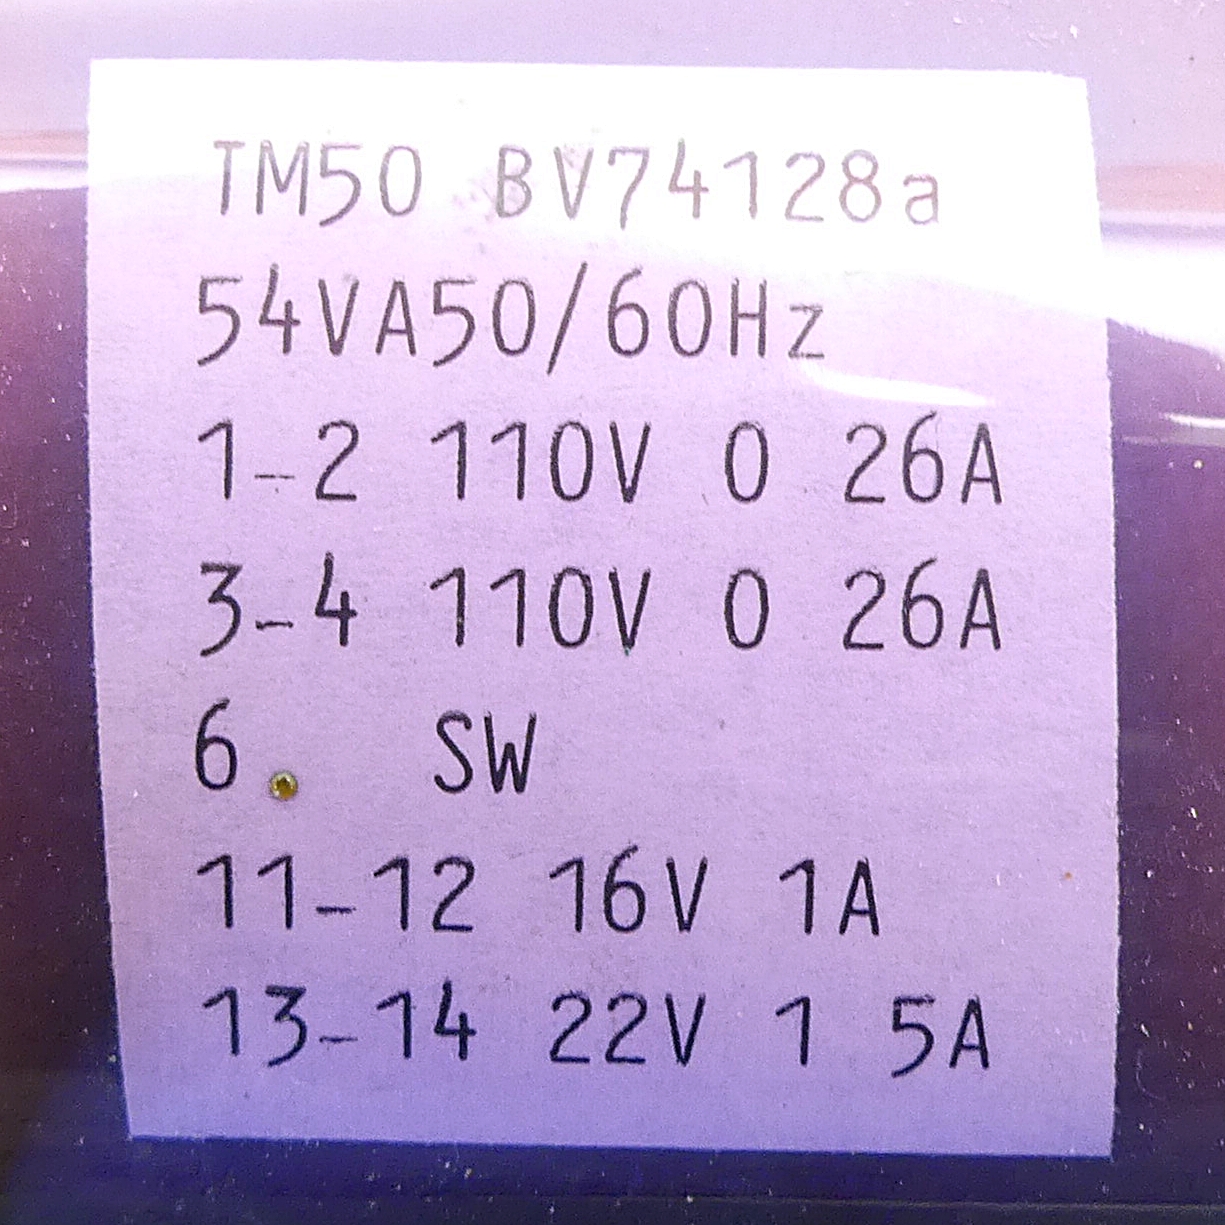 TM50 BV74128a
54VA50/60Hz
1-2 110V 0 26A
3-4 110V 0 26A
6. SW
11-12 16V 1A
13-14 22V 1 5A